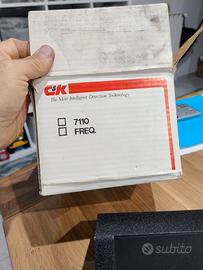 C&K
The Most Intelligent Detection Technology
7110
FREQ.
subito